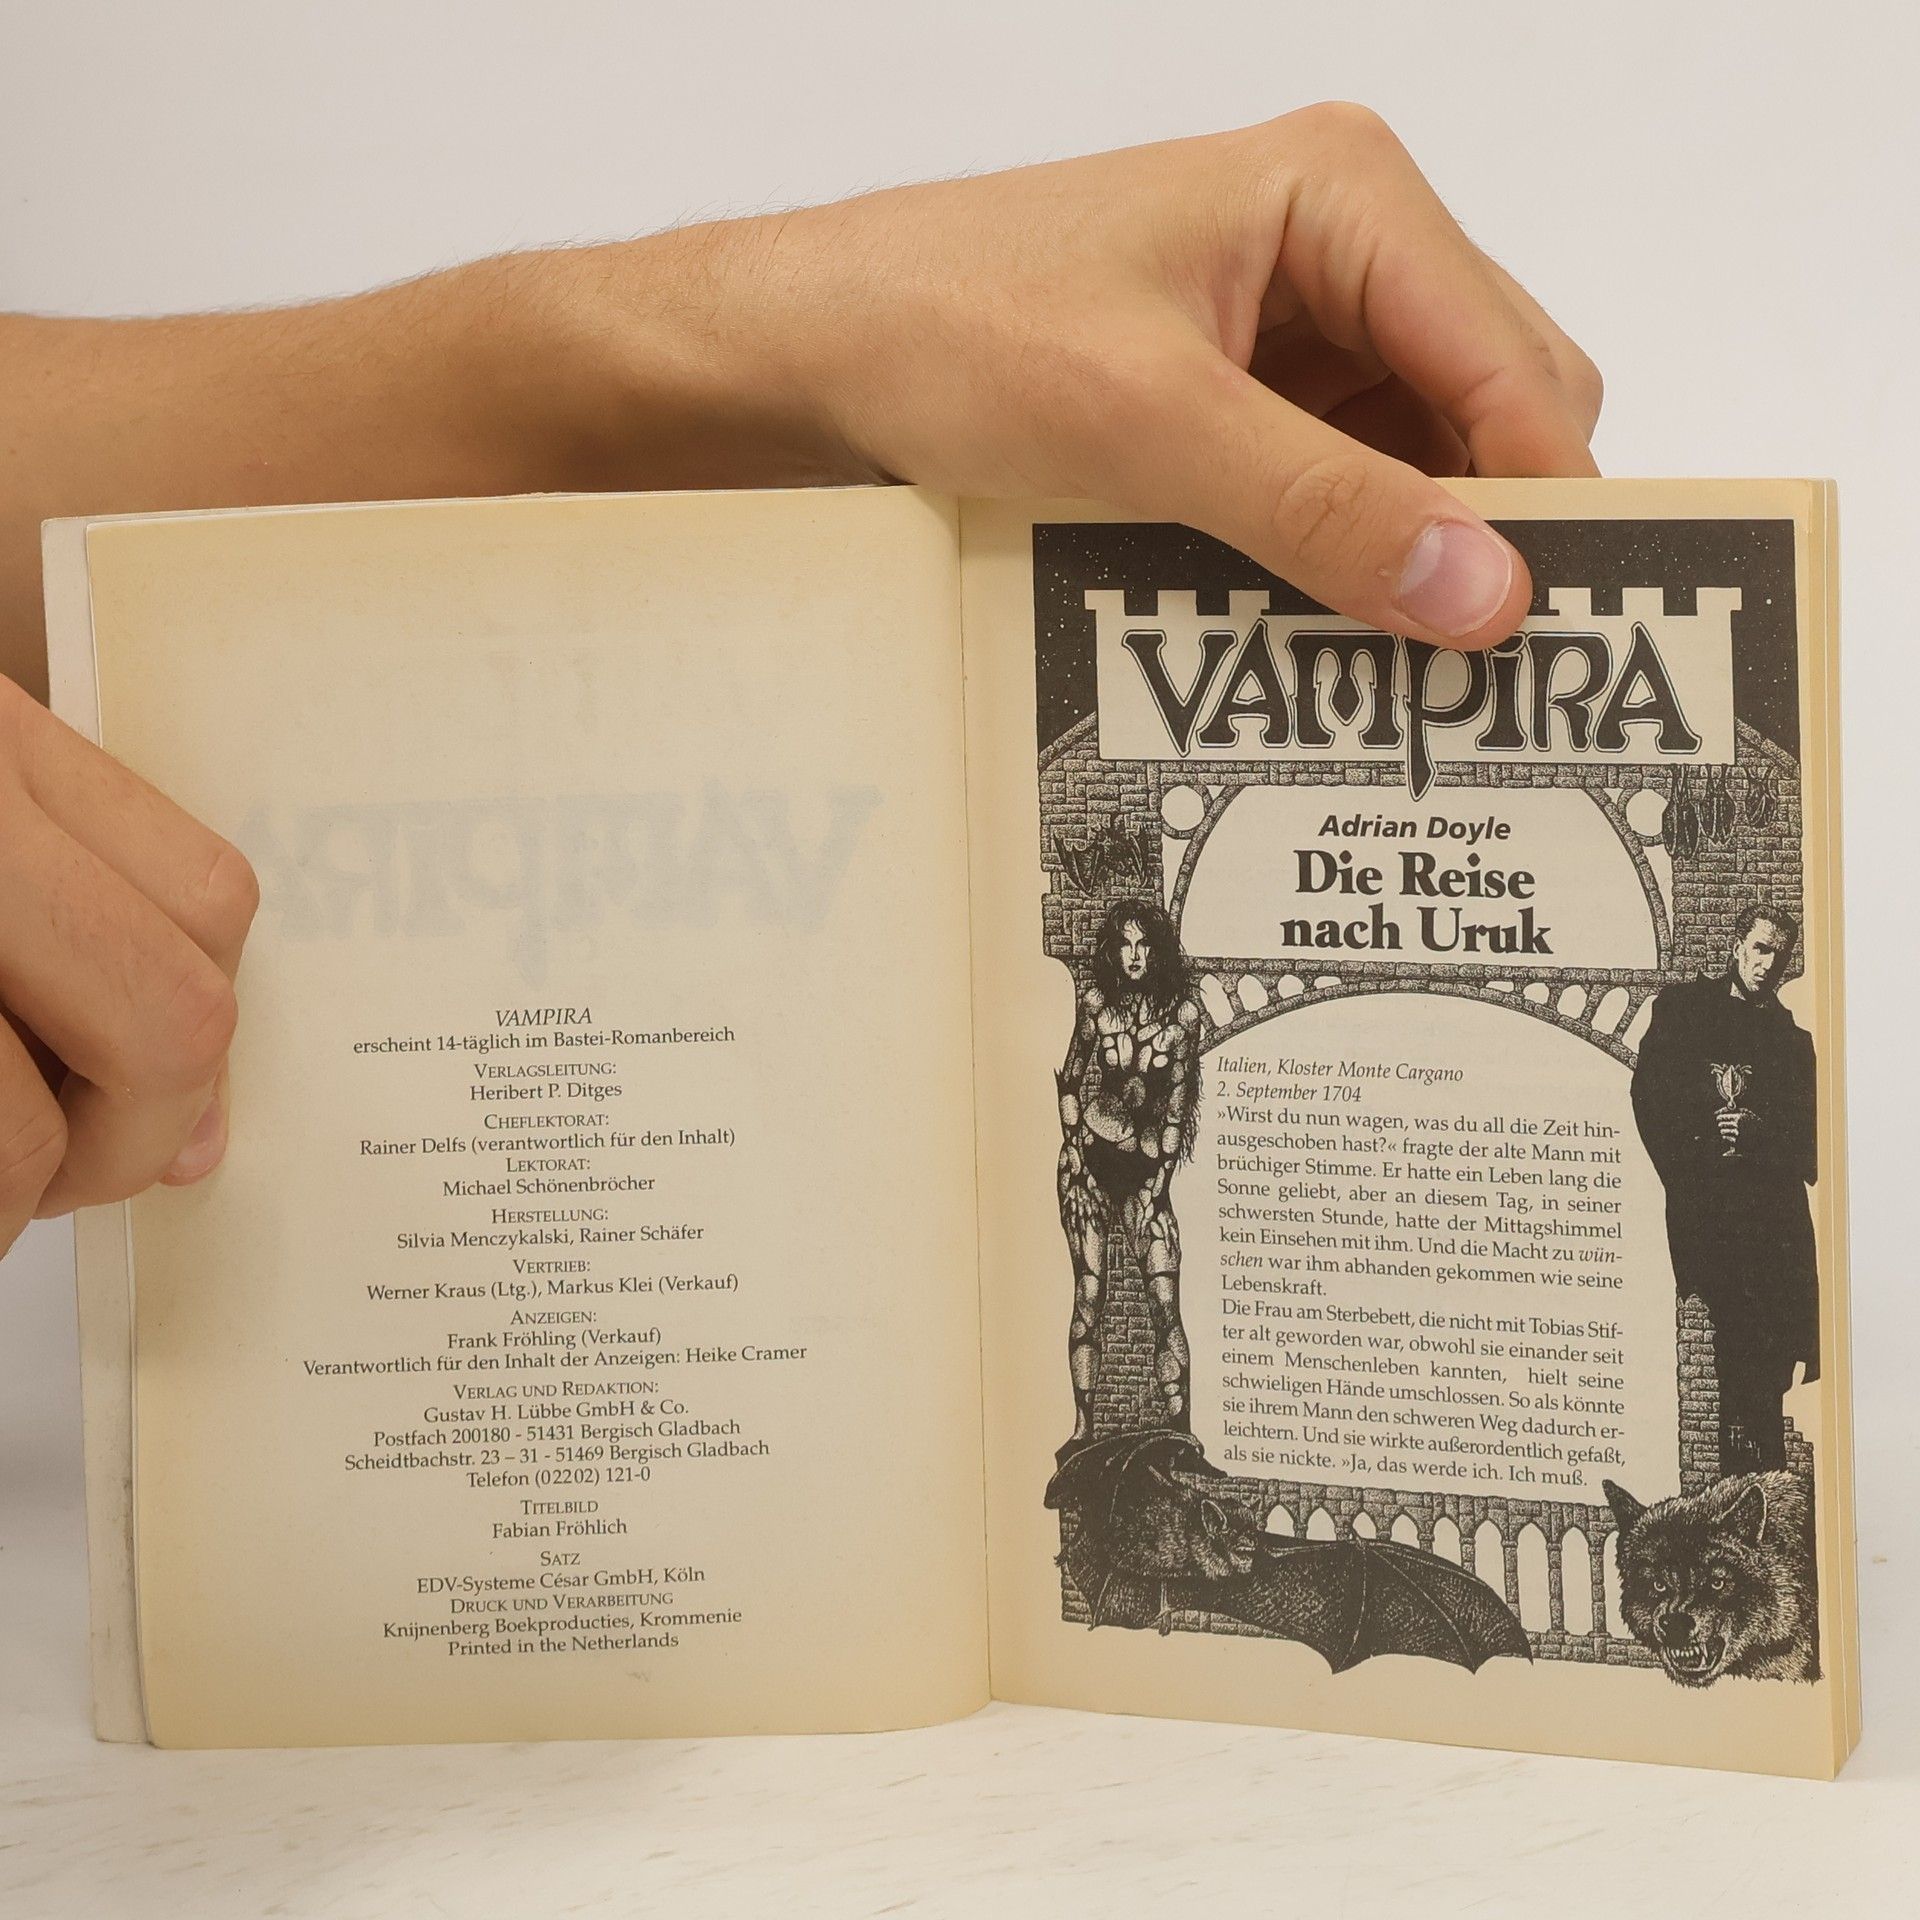 VAMPIRA
erscheint 14-täglich im Bastei-Romanbereich
VERLAGSLEITUNG:
Heribert P. Ditges
CHEFLEKTORAT:
Rainer Delfs (verantwortlich für den Inhalt)
LEKTORAT:
Michael Schönenbröcher
HERSTELLUNG:
Silvia Menczykalski, Rainer Schäfer
VERTRIEB:
Werner Kraus (Ltg.), Markus Klei (Verkauf)
ANZEIGEN:
Frank Fröhling (Verkauf)
Verantwortlich für den Inhalt der Anzeigen: Heike Cramer
VERLAG UND REDAKTION:
Gustav H. Lübbe GmbH & Co.
Postfach 200180 - 51431 Bergisch Gladbach
Scheidtbachstr. 23 – 31 - 51469 Bergisch Gladbach
Telefon (02202) 121-0
TITELBILD
Fabian Fröhlich
SATZ
EDV-Systeme César GmbH, Köln
DRUCK UND VERARBEITUNG
Knijnenberg Boekproducties, Krommenie
Printed in the Netherlands
VAMPiRA
Adrian Doyle
Die Reise
nach Uruk
Italien, Kloster Monte Cargano
2. September 1704
»Wirst du nun wagen, was du all die Zeit hin-
ausgeschoben hast?« fragte der alte Mann mit
brüchiger Stimme. Er hatte ein Leben lang die
Sonne geliebt, aber an diesem Tag, in seiner
schwersten Stunde, hatte der Mittagshimmel
kein Einsehen mit ihm. Und die Macht zu wün-
schen war ihm abhanden gekommen wie seine
Lebenskraft.
Die Frau am Sterbebett, die nicht mit Tobias Stif-
ter alt geworden war, obwohl sie einander seit
einem Menschenleben kannten, hielt seine
schwieligen Hände umschlossen. So als könnte
sie ihrem Mann den schweren Weg dadurch er-
leichtern. Und sie wirkte außerordentlich gefaßt,
als sie nickte. »Ja, das werde ich. Ich muß.